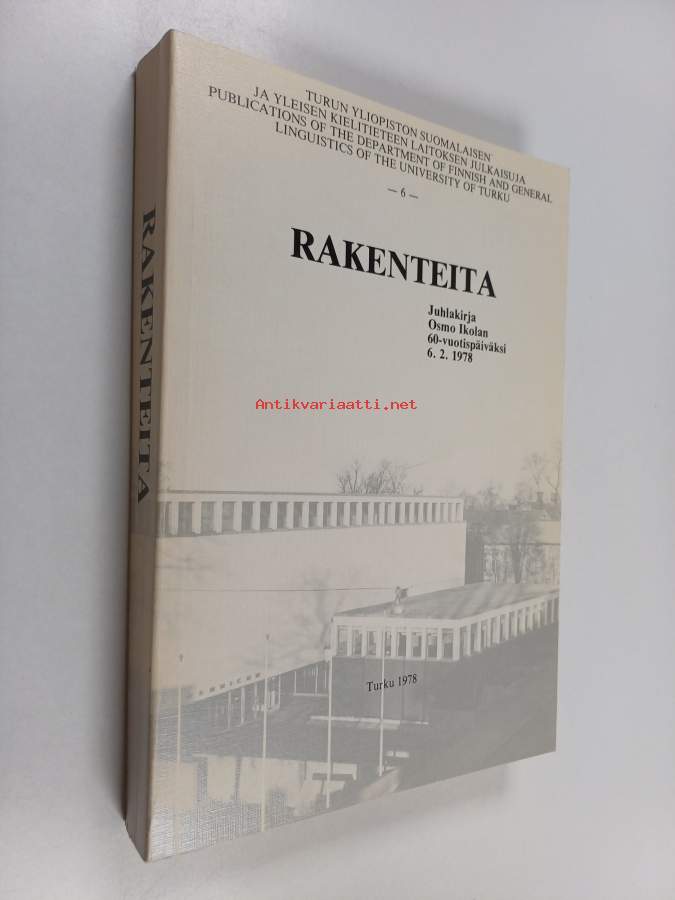 TURUN YLIOPISTON SUOMALAISEN
JA YLEISEN KIELITIETEEN LAITOKSEN JULKAISUJA
PUBLICATIONS OF THE DEPARTMENT OF FINNISH AND GENERAL
LINGUISTICS OF THE UNIVERSITY OF TURKU
— 6 —
RAKENTEITA
Juhlakirja
Osmo Ikolan
60-vuotispäiväksi
6. 2. 1978
Antikvariaatti.net
Turku 1978
RAKENTEITA